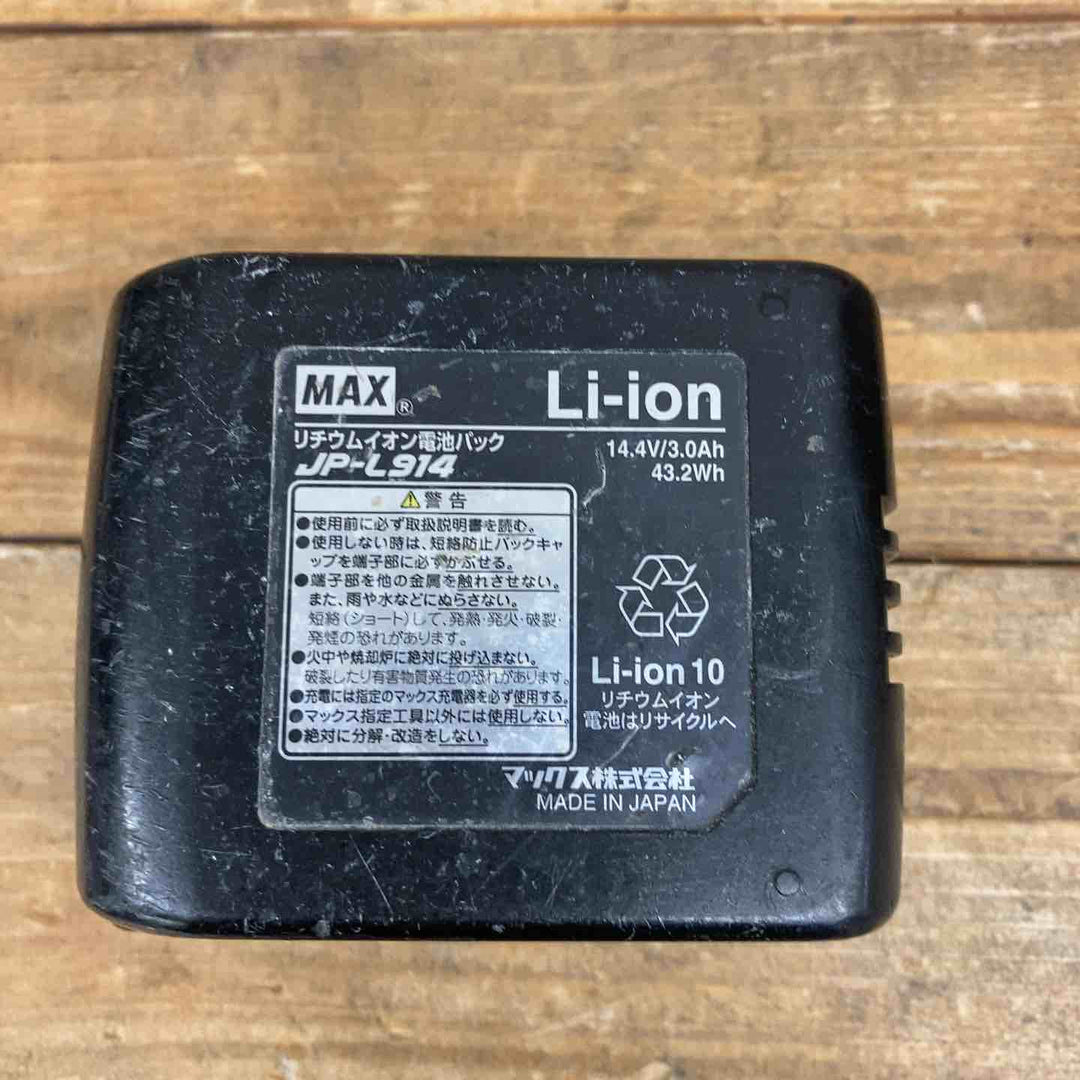 MAX®
Li-ion
リチウムイオン電池パック
14.4V/3.0Ah
JP-L914
43.2Wh
⚠警告
●使用前に必ず取扱説明書を読む。
●使用しない時は、短絡防止パックキャ
ップを端子部に必ずかぶせる。
●端子部を他の金属を触れさせない。
また、雨や水などにぬらさない。
短絡(ショート)して、発熱・発火・破裂・
発煙の恐れがあります。
●火中や焼却炉に絶対に投げ込まない。
破裂したり有害物質発生の恐れがあります。
●充電には指定のマックス充電器を必ず使用する。
●マックス指定工具以外には使用しない。
●絶対に分解・改造をしない。
Li-ion 10
リチウムイオン
電池はリサイクルへ
マックス株式会社
MADE IN JAPAN